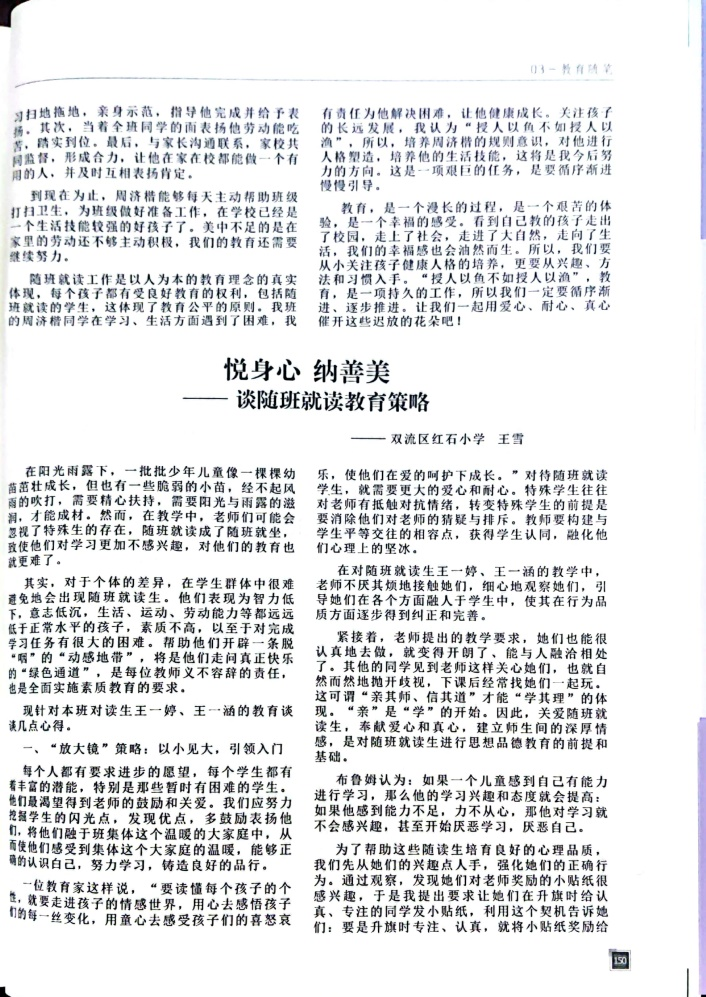 03－教育随笔
习扫地拖地，亲身示范，指导他完成并给予表
扬。其次，当着全班同学的面表扬他劳动能吃
苦，踏实到位。最后，与家长沟通联系，家校共
同监督，形成合力，让他在家在校都能做一个有
用的人，并及时互相表扬肯定。
到现在为止，周济楷能够每天主动帮助班级
打扫卫生，为班级做好准备工作，在学校已经是
一个生活技能较强的好孩子了。美中不足的是在
家里的劳动还不够主动积极，我们的教育还需要
继续努力。
随班就读工作是以人为本的教育理念的真实
体现，每个孩子都有受良好教育的权利，包括随
班就读的学生，这体现了教育公平的原则。我班
的周济楷同学在学习、生活方面遇到了困难，我
有责任为他解决困难，让他健康成长。关注孩子
的长远发展，我认为“授人以鱼不如授人以
渔”，所以，培养周济楷的规则意识，对他进行
人格塑造，培养他的生活技能，这将是我今后努
力的方向。这是一项艰巨的任务，是要循序渐进
慢慢引导。
教育，是一个漫长的过程，是一个艰苦的体
验，是一个幸福的感受。看到自己教的孩子走出
了校园，走上了社会，走进了大自然，走向了生
活，我们的幸福感也会油然而生。所以，我们要
从小关注孩子健康人格的培养，更要从兴趣、方
法和习惯入手。“授人以鱼不如授人以渔”，教
育，是一项持久的工作，所以我们一定要循序渐
进、逐步推进。让我们一起用爱心、耐心、真心
催开这些迟放的花朵吧！
悦身心 纳善美
—— 谈随班就读教育策略
—— 双流区红石小学 王雪
在阳光雨露下，一批批少年儿童像一棵棵幼
苗茁壮成长，但也有一些脆弱的小苗，经不起风
雨的吹打，需要精心扶持，需要阳光与雨露的滋
润，才能成材。然而，在教学中，老师们可能会
忽视了特殊生的存在，随班就读成了随班就坐，
致使他们对学习更加不感兴趣，对他们的教育也
就更难了。
其实，对于个体的差异，在学生群体中很难
避免地会出现随班就读生。他们表现为智力低
下，意志低沉，生活、运动、劳动能力等都远远
低于正常水平的孩子，素质不高，以至于对完成
学习任务有很大的困难。帮助他们开辟一条脱
“咽”的“动感地带”，将是他们走问真正快乐
的“绿色通道”，是每位教师义不容辞的责任，
也是全面实施素质教育的要求。
现针对本班对读生王一婷、王一涵的教育谈
谈几点心得。
一、“放大镜”策略：以小见大，引领入门
每个人都有要求进步的愿望，每个学生都有
着丰富的潜能，特别是那些暂时有困难的学生。
他们最渴望得到老师的鼓励和关爱。我们应努力
挖掘学生的闪光点，发现优点，多鼓励表扬他
们，将他们融于班集体这个温暖的大家庭中，从
而使他们感受到集体这个大家庭的温暖，能够正
确的认识自己，努力学习，铸造良好的品行。
一位教育家这样说，“要读懂每个孩子的个
性，就要走进孩子的情感世界，用心去感悟孩子
们的每一丝变化，用童心去感受孩子们的喜怒哀
乐，使他们在爱的呵护下成长。”对待随班就读
学生，就需要更大的爱心和耐心。特殊学生往往
对老师有抵触对抗情绪，转变特殊学生的前提是
要消除他们对老师的猜疑与排斥。教师要构建与
学生平等交往的相容点，获得学生认同，融化他
们心理上的坚冰。
在对随班就读生王一婷、王一涵的教学中，
老师不厌其烦地接触她们，细心地观察她们，引
导她们在各个方面融人于学生中，使其在行为品
质方面逐步得到纠正和完善。
紧接着，老师提出的教学要求，她们也能很
认真地去做，就变得开朗了、能与人融洽相处
了。其他的同学见到老师这样关心她们，也就自
然而然地抛开歧视，下课后经常找她们一起玩。
这可谓“亲其师、信其道”才能“学其理”的体
现。“亲”是“学”的开始。因此，关爱随班就
读生，奉献爱心和真心，建立师生间的深厚情
感，是对随班就读生进行思想品德教育的前提和
基础。
布鲁姆认为：如果一个儿童感到自己有能力
进行学习，那么他的学习兴趣和态度就会提高；
如果他感到能力不足，力不从心，那他对学习就
不会感兴趣，甚至开始厌恶学习，厌恶自己。
为了帮助这些随读生培育良好的心理品质，
我们先从她们的兴趣点人手，强化她们的正确行
为。通过观察，发现她们对老师奖励的小贴纸很
感兴趣，于是我提出要求让她们在升旗时给认
真、专注的同学发小贴纸，利用这个契机告诉她
们：要是升旗时专注、认真，就将小贴纸奖励给
150